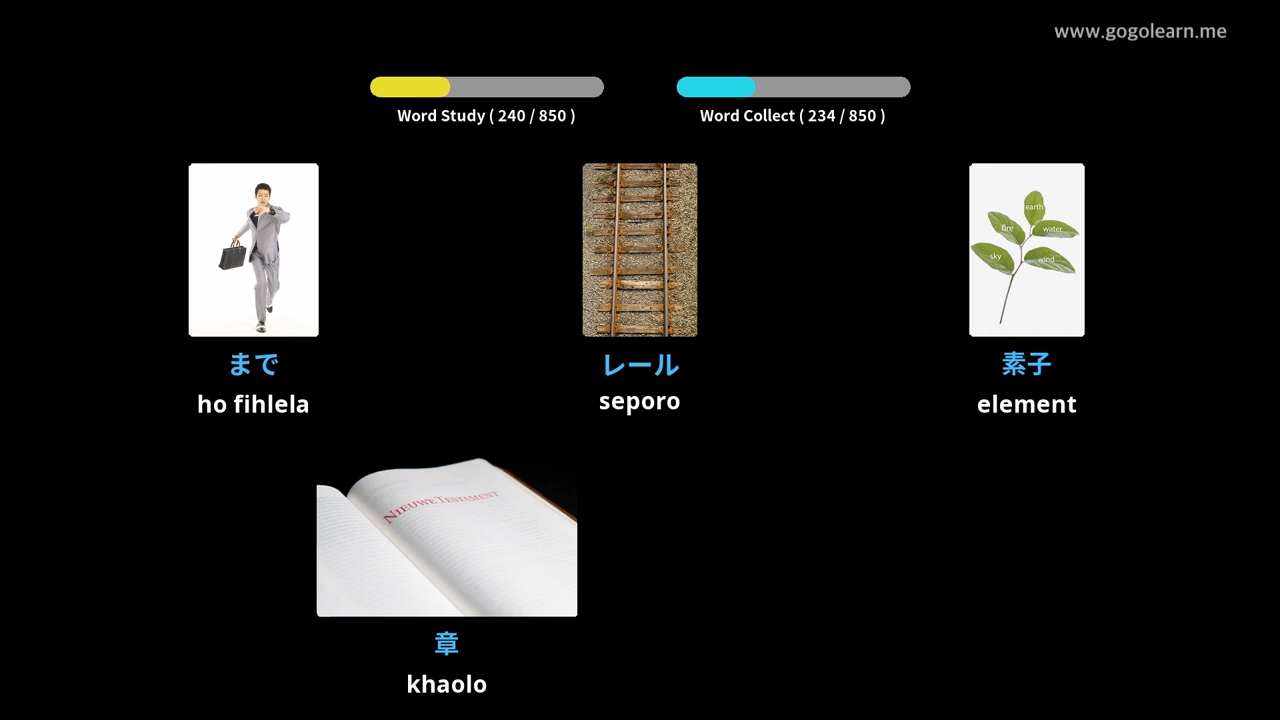 www.gogolearn.me
Word Study ( 240 / 850 )
Word Collect ( 234 / 850 )
earth
fire
water
sky
wind
まで
ho fihlela
レール
seporo
素子
element
NIEUWE TESTAMENT
章
khaolo